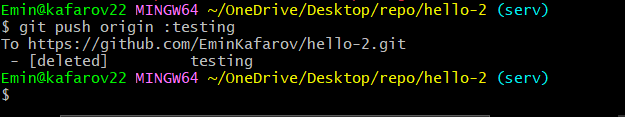 Emin@kafarov22 MINGW64 ~/OneDrive/Desktop/repo/hello-2 (serv)
$ git push origin :testing
To https://github.com/EminKafarov/hello-2.git
 - [deleted]         testing
Emin@kafarov22 MINGW64 ~/OneDrive/Desktop/repo/hello-2 (serv)
$